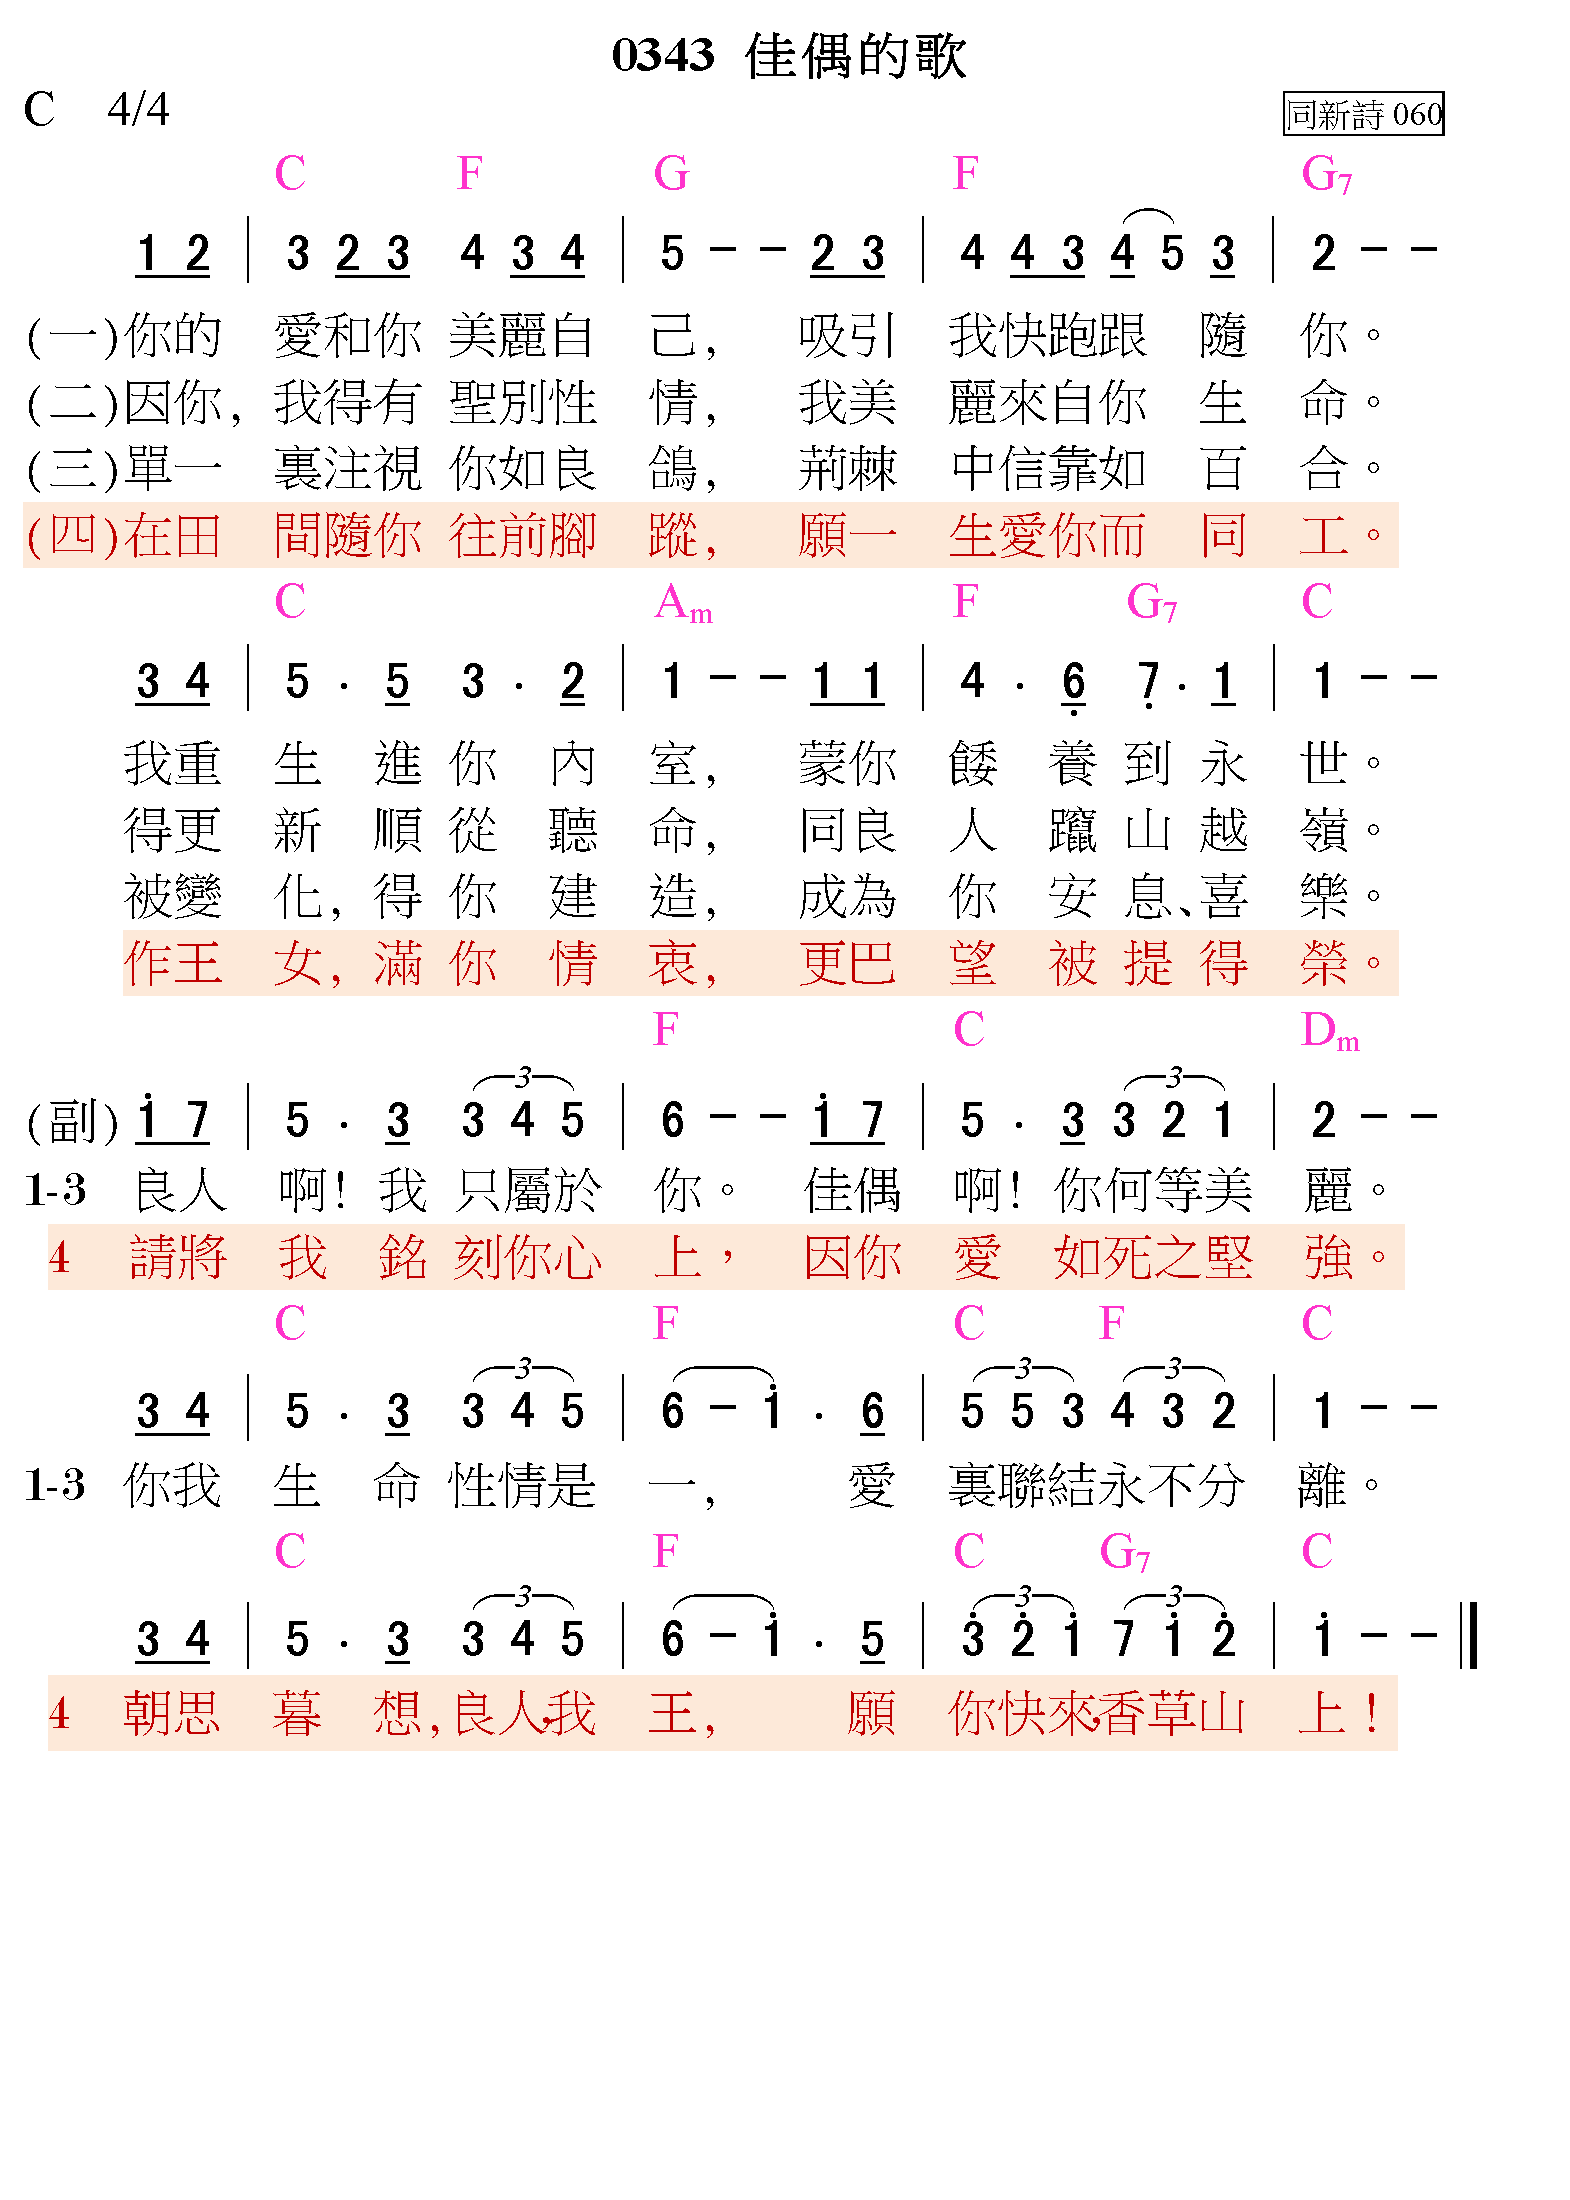 0343 佳偶的歌
C 4/4 同新詩 060
C F G F G7
1 2 | 3 2 3 4 3 4 | 5 - - 2 3 | 4 4 3 4 5 3 | 2 - -
(一)你的 愛和你 美麗自 己, 吸引 我快跑跟 隨 你。
(二)因你, 我得有 聖別性 情, 我美 麗來自你 生 命。
(三)單一 裏注視 你如良 鴿, 荊棘 中信靠如 百 合。
(四)在田 間隨你 往前腳 蹤, 願一 生愛你而 同 工。
C Am F G7 C
3 4 | 5 . 5 3 . 2 | 1 - - 1 1 | 4 . 6̣ 7̣ . 1 | 1 - -
我重 生 進 你 內 室, 蒙你 餧 養 到 永 世。
得更 新 順 從 聽 命, 同良 人 躥 山 越 嶺。
被變 化, 得 你 建 造, 成為 你 安 息、喜 樂。
作王 女, 滿 你 情 衷, 更巴 望 被 提 得 榮。
F C Dm
(副) 1̇ 7 | 5 . 3 3 4 5 | 6 - - 1̇ 7 | 5 . 3 3 2 1 | 2 - -
3 3
1-3 良人 啊! 我 只屬於 你。 佳偶 啊! 你何等美 麗。
4 請將 我 銘 刻你心 上, 因你 愛 如死之堅 強。
C F C F C
3 3 3
3 4 | 5 . 3 3 4 5 | 6 - 1̇ . 6 | 5 5 3 4 3 2 | 1 - -
1-3 你我 生 命 性情是 一, 愛 裏聯結永不分 離。
C F C G7 C
3 3 3
3 4 | 5 . 3 3 4 5 | 6 - 1̇ . 5 | 3̇ 2̇ 1̇ 7 1̇ 2̇ | 1̇ - -
4 朝思 暮 想,良人,我 王, 願 你快來,香草山 上!